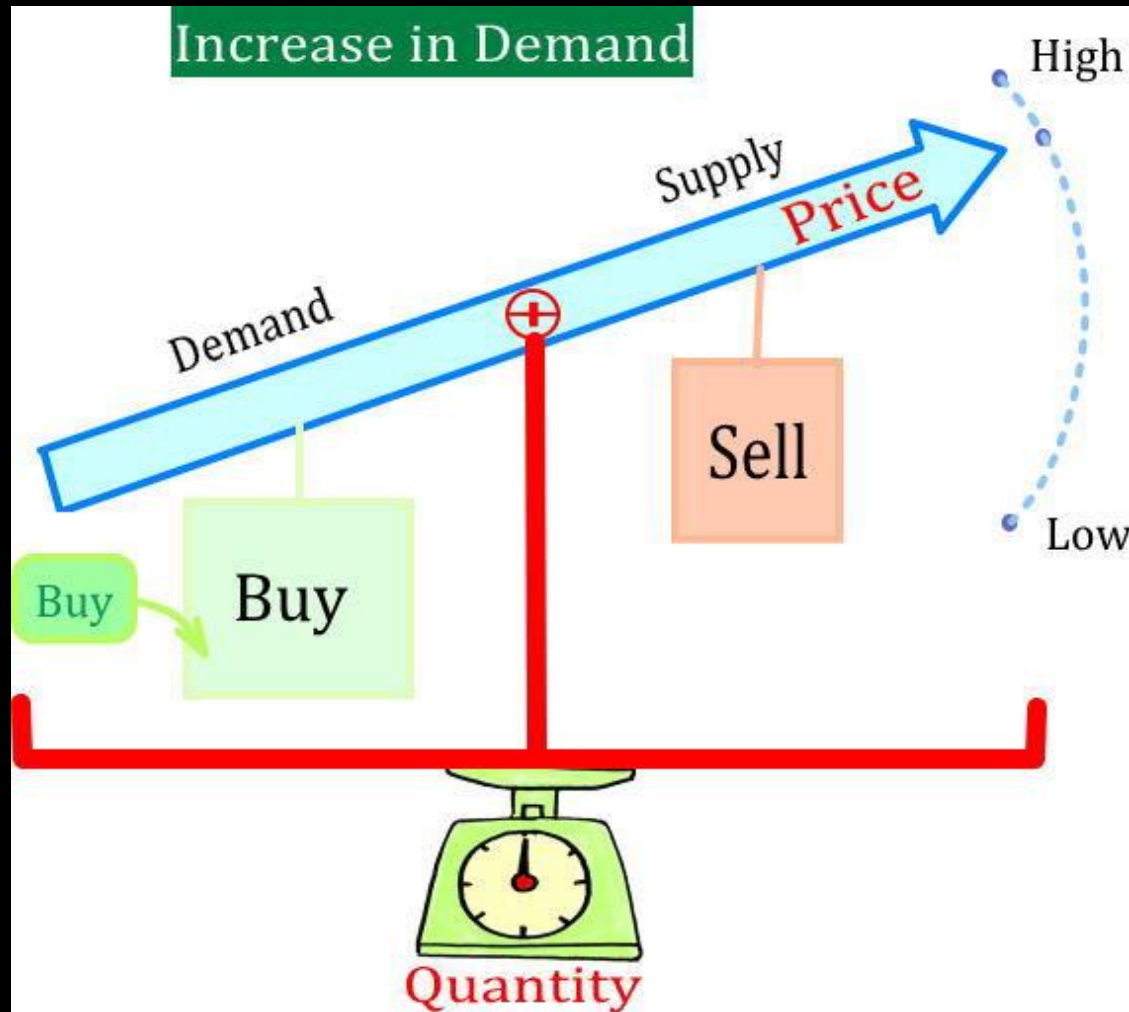 Increase in Demand
High
Supply
Price
Demand
Sell
Low
Buy
Buy
Quantity